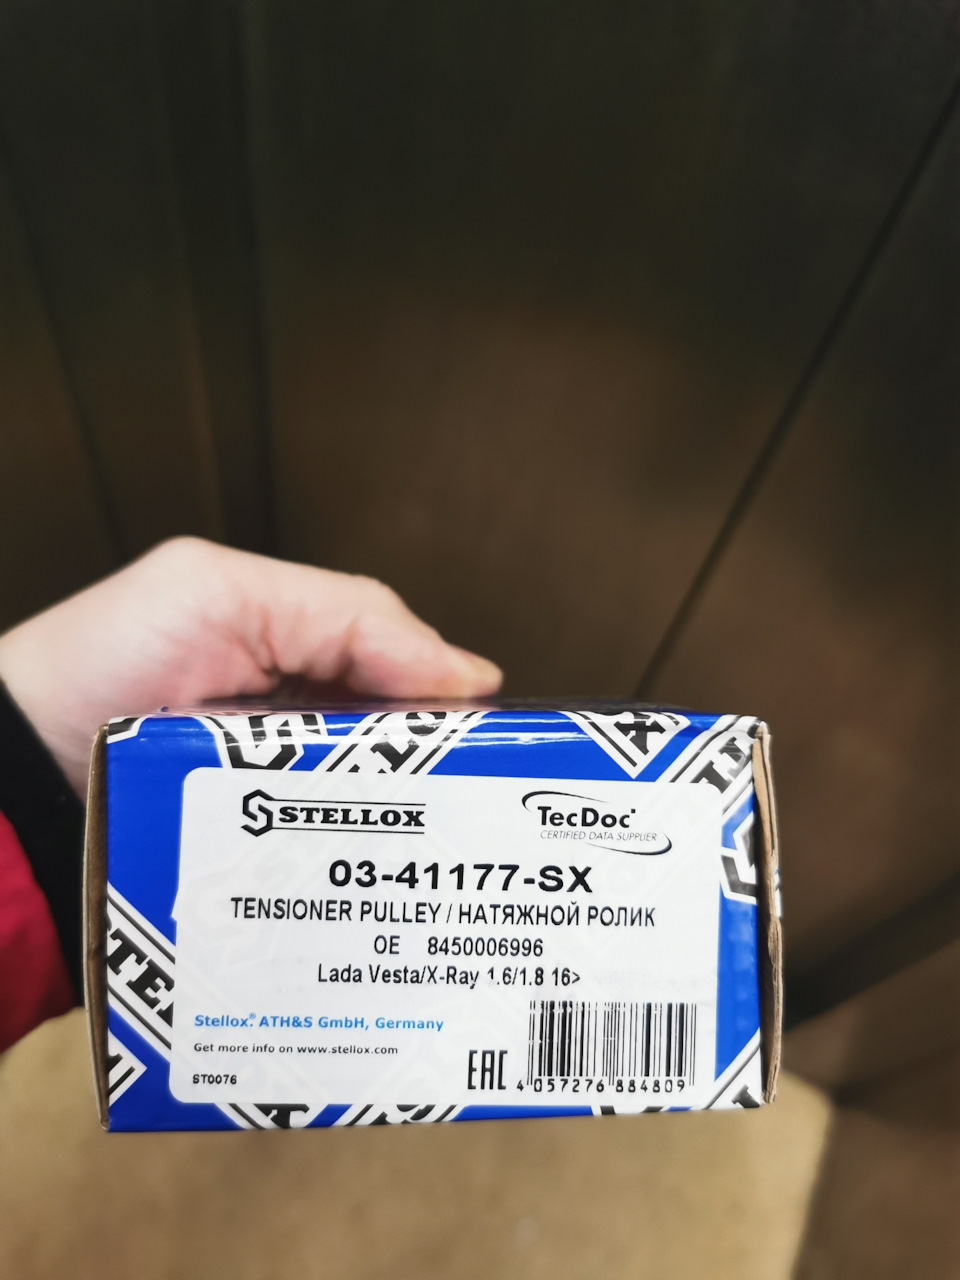 STELLOX
TecDoc
CERTIFIED DATA SUPPLIER
03-41177-SX
TENSIONER PULLEY / НАТЯЖНОЙ РОЛИК
OE 8450006996
Lada Vesta/X-Ray 1.6/1.8 16>
Stellox® ATH&S GmbH, Germany
Get more info on www.stellox.com
ST0076
EAC
4 057276 884809